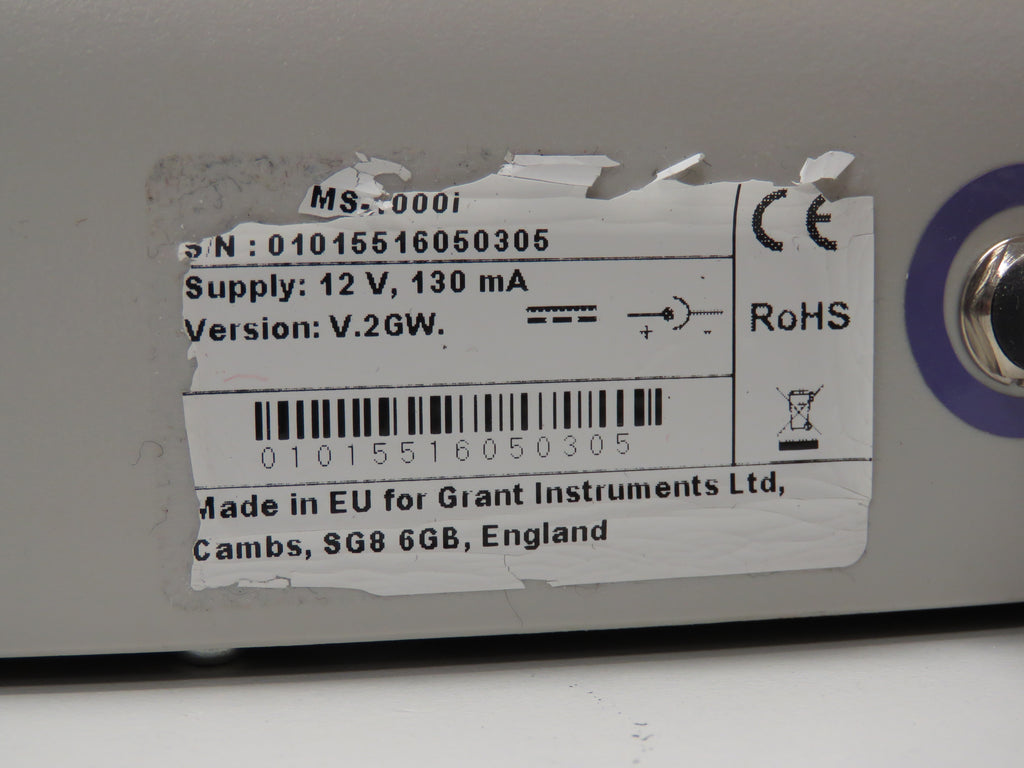 MS-1000i
S/N : 01015516050305
Supply: 12 V, 130 mA
Version: V.2GW.
+ -
CE
RoHS
01015516050305
Made in EU for Grant Instruments Ltd,
Cambs, SG8 6GB, England